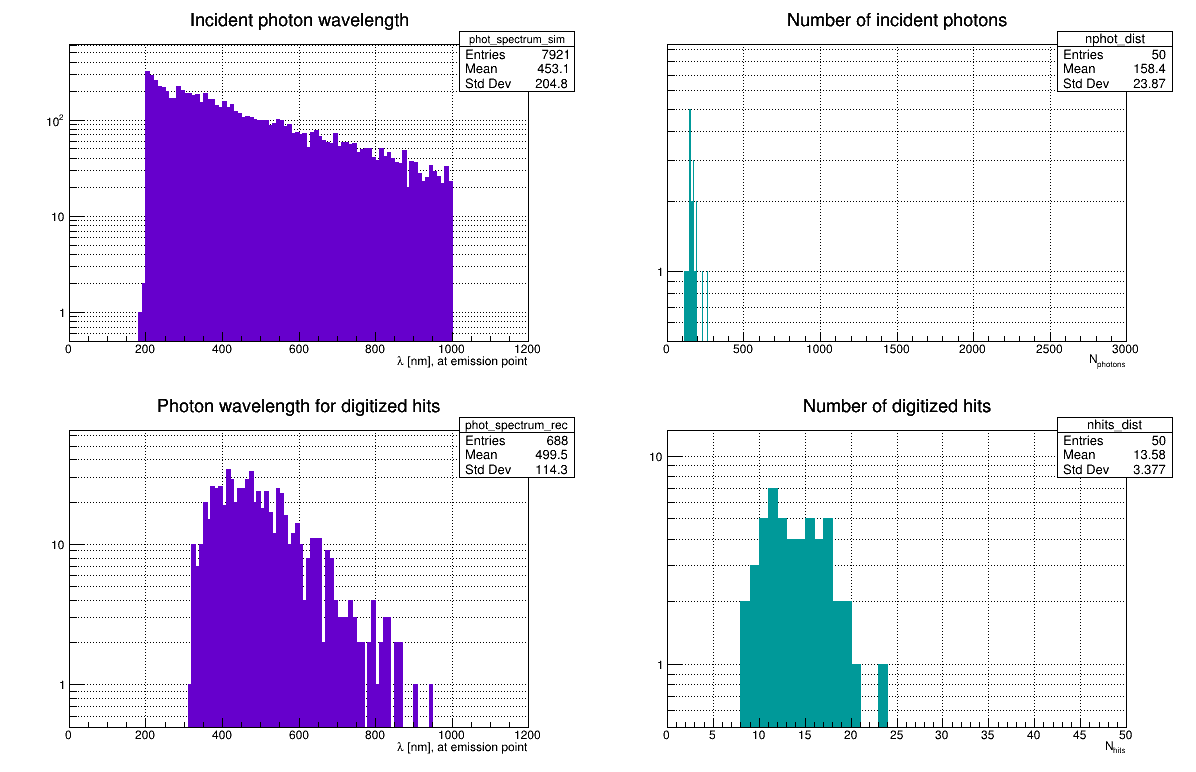 Incident photon wavelength
phot_spectrum_sim
Entries 7921
Mean 453.1
Std Dev 204.8
10²
10
1
0 200 400 600 800 1000 1200
λ [nm], at emission point
Number of incident photons
nphot_dist
Entries 50
Mean 158.4
Std Dev 23.87
1
0 500 1000 1500 2000 2500 3000
Nphotons
Photon wavelength for digitized hits
phot_spectrum_rec
Entries 688
Mean 499.5
Std Dev 114.3
10
1
0 200 400 600 800 1000 1200
λ [nm], at emission point
Number of digitized hits
nhits_dist
Entries 50
Mean 13.58
Std Dev 3.377
10
1
0 5 10 15 20 25 30 35 40 45 50
Nhits